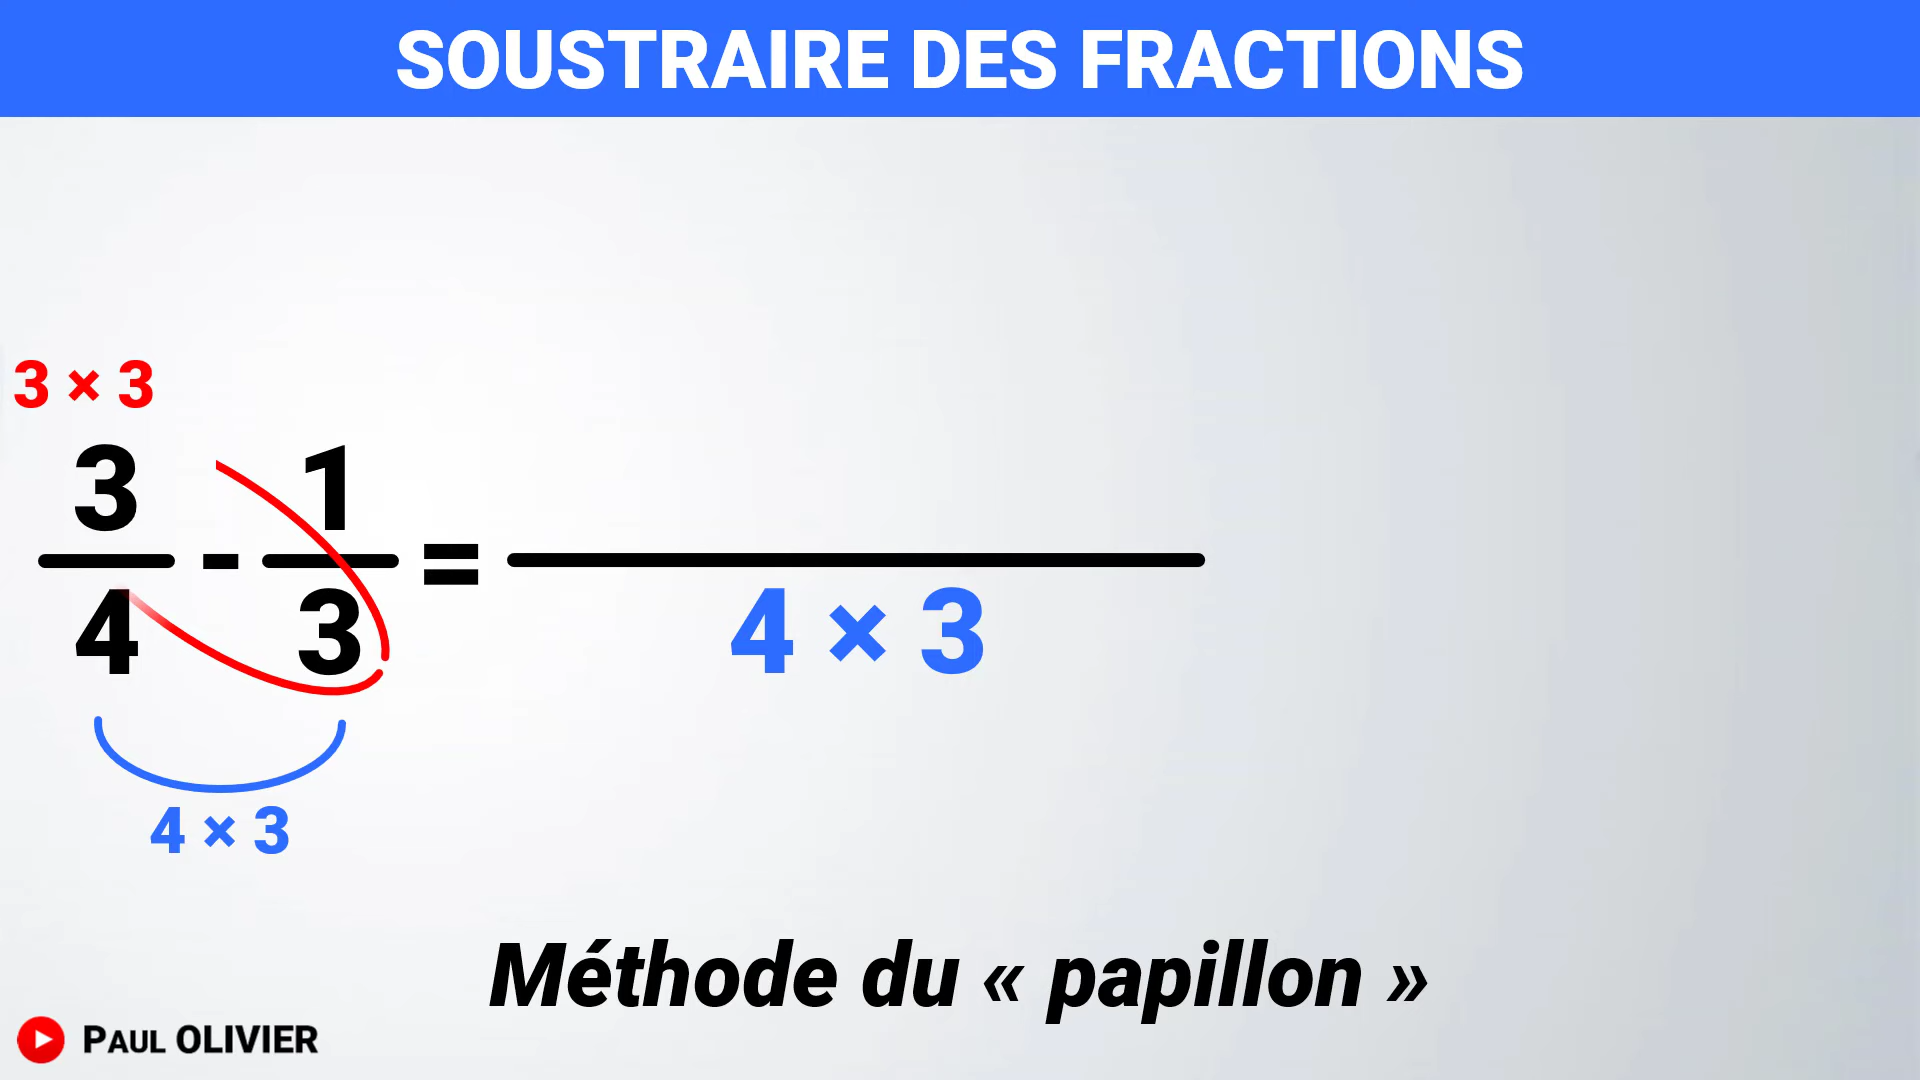 SOUSTRAIRE DES FRACTIONS
3 × 3
3 - 1 =
4 3 4 × 3
4 × 3
Méthode du « papillon »
PAUL OLIVIER